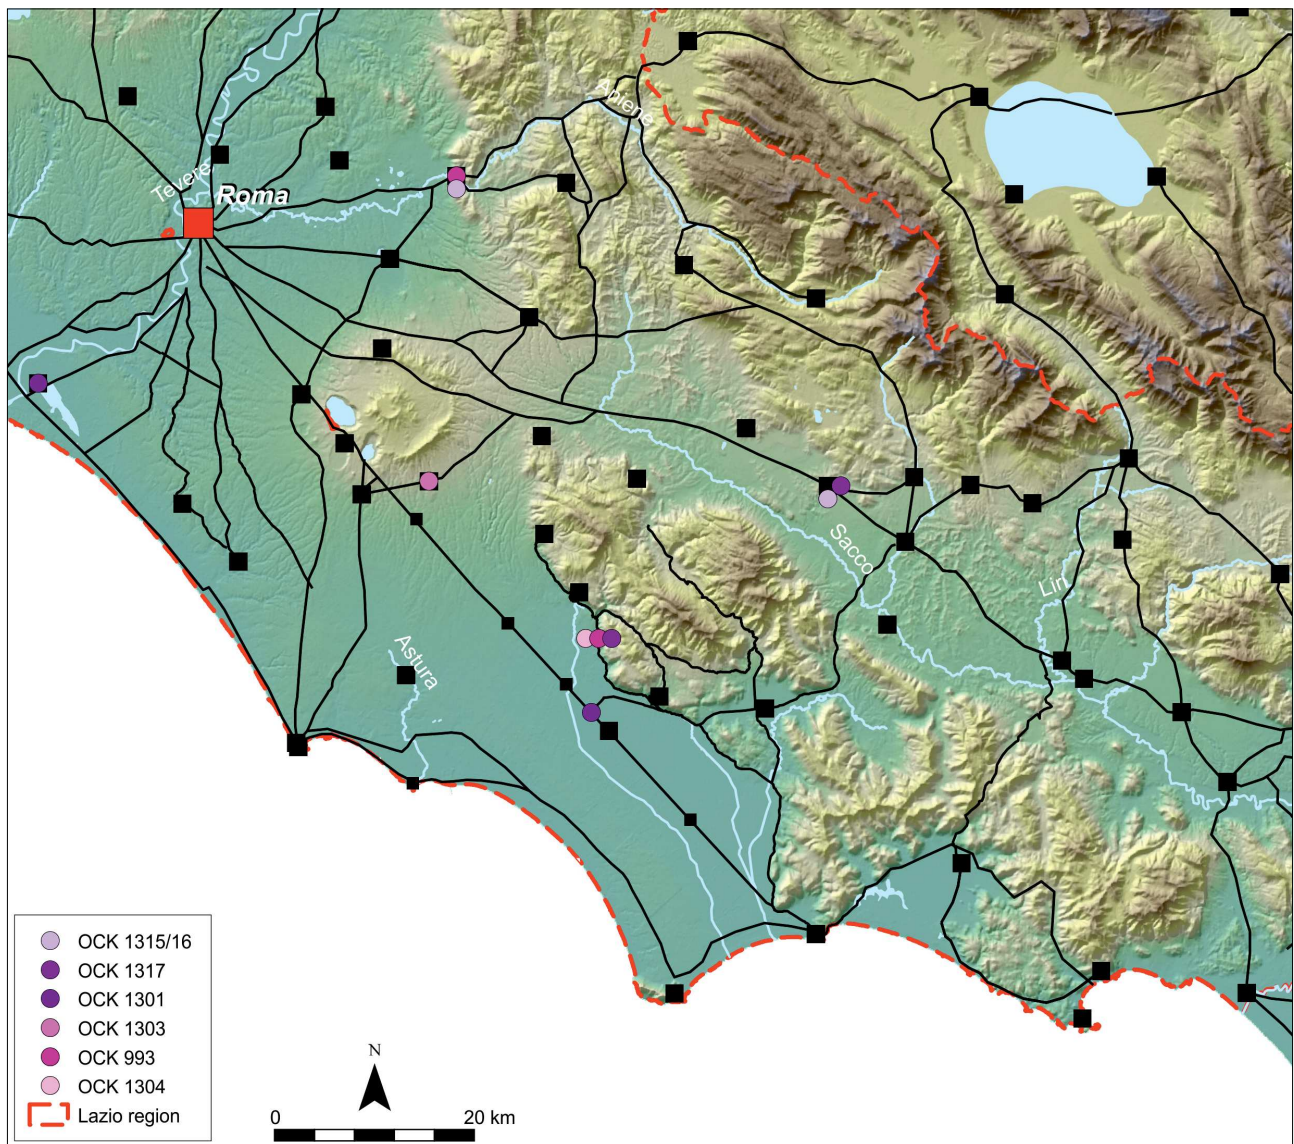 Aniene
Tevere
Roma
Sacco
Liri
Astura
OCK 1315/16
OCK 1317
OCK 1301
OCK 1303
OCK 993
OCK 1304
Lazio region
N
0 20 km